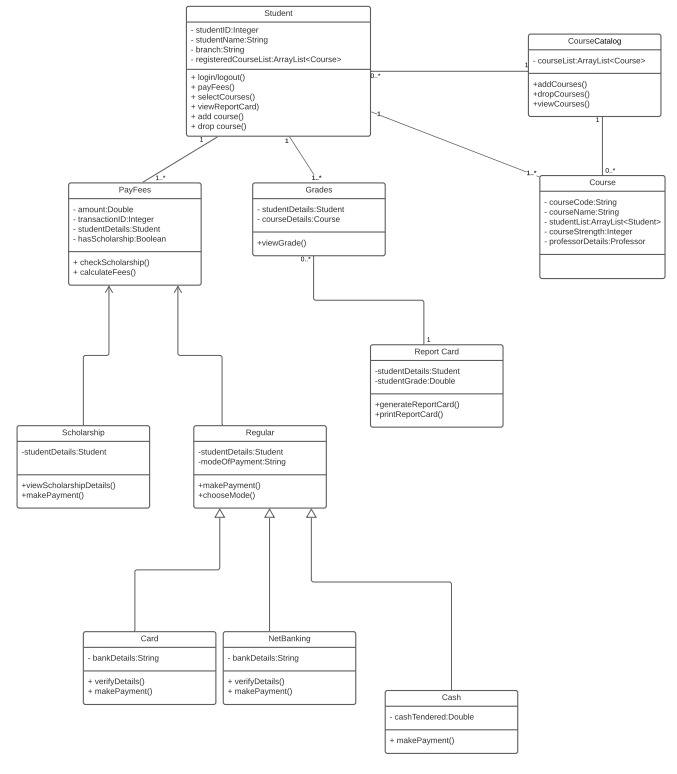 Student
- studentID:Integer
- studentName:String
- branch:String
- registeredCourseList:ArrayList<Course>
+ login/logout()
+ payFees()
+ selectCourses()
+ viewReportCard)
+ add course()
+ drop course()
CourseCatalog
- courseList:ArrayList<Course>
+addCourses()
+dropCourses()
+viewCourses()
0..*
1
1
1..*
1
0..*
1
1..*
1
1..*
PayFees
- amount:Double
- transactionID:Integer
- studentDetails:Student
- hasScholarship:Boolean
+ checkScholarship()
+ calculateFees()
Grades
- studentDetails:Student
- courseDetails:Course
+viewGrade()
Course
- courseCode:String
- courseName:String
- studentList:ArrayList<Student>
- courseStrength:Integer
- professorDetails:Professor
0..*
1
Report Card
-studentDetails:Student
-studentGrade:Double
+generateReportCard()
+printReportCard()
Scholarship
-studentDetails:Student
+viewScholarshipDetails()
+makePayment()
Regular
-studentDetails:Student
-modeOfPayment:String
+makePayment()
+chooseMode()
Card
- bankDetails:String
+ verifyDetails()
+ makePayment()
NetBanking
- bankDetails:String
+ verifyDetails()
+ makePayment()
Cash
- cashTendered:Double
+ makePayment()